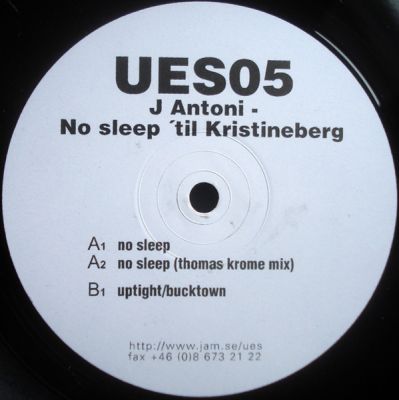 UES05
J Antoni -
No sleep ´til Kristineberg
A1 no sleep
A2 no sleep (thomas krome mix)
B1 uptight/bucktown
http://www.jam.se/ues
fax +46 (0)8 673 21 22